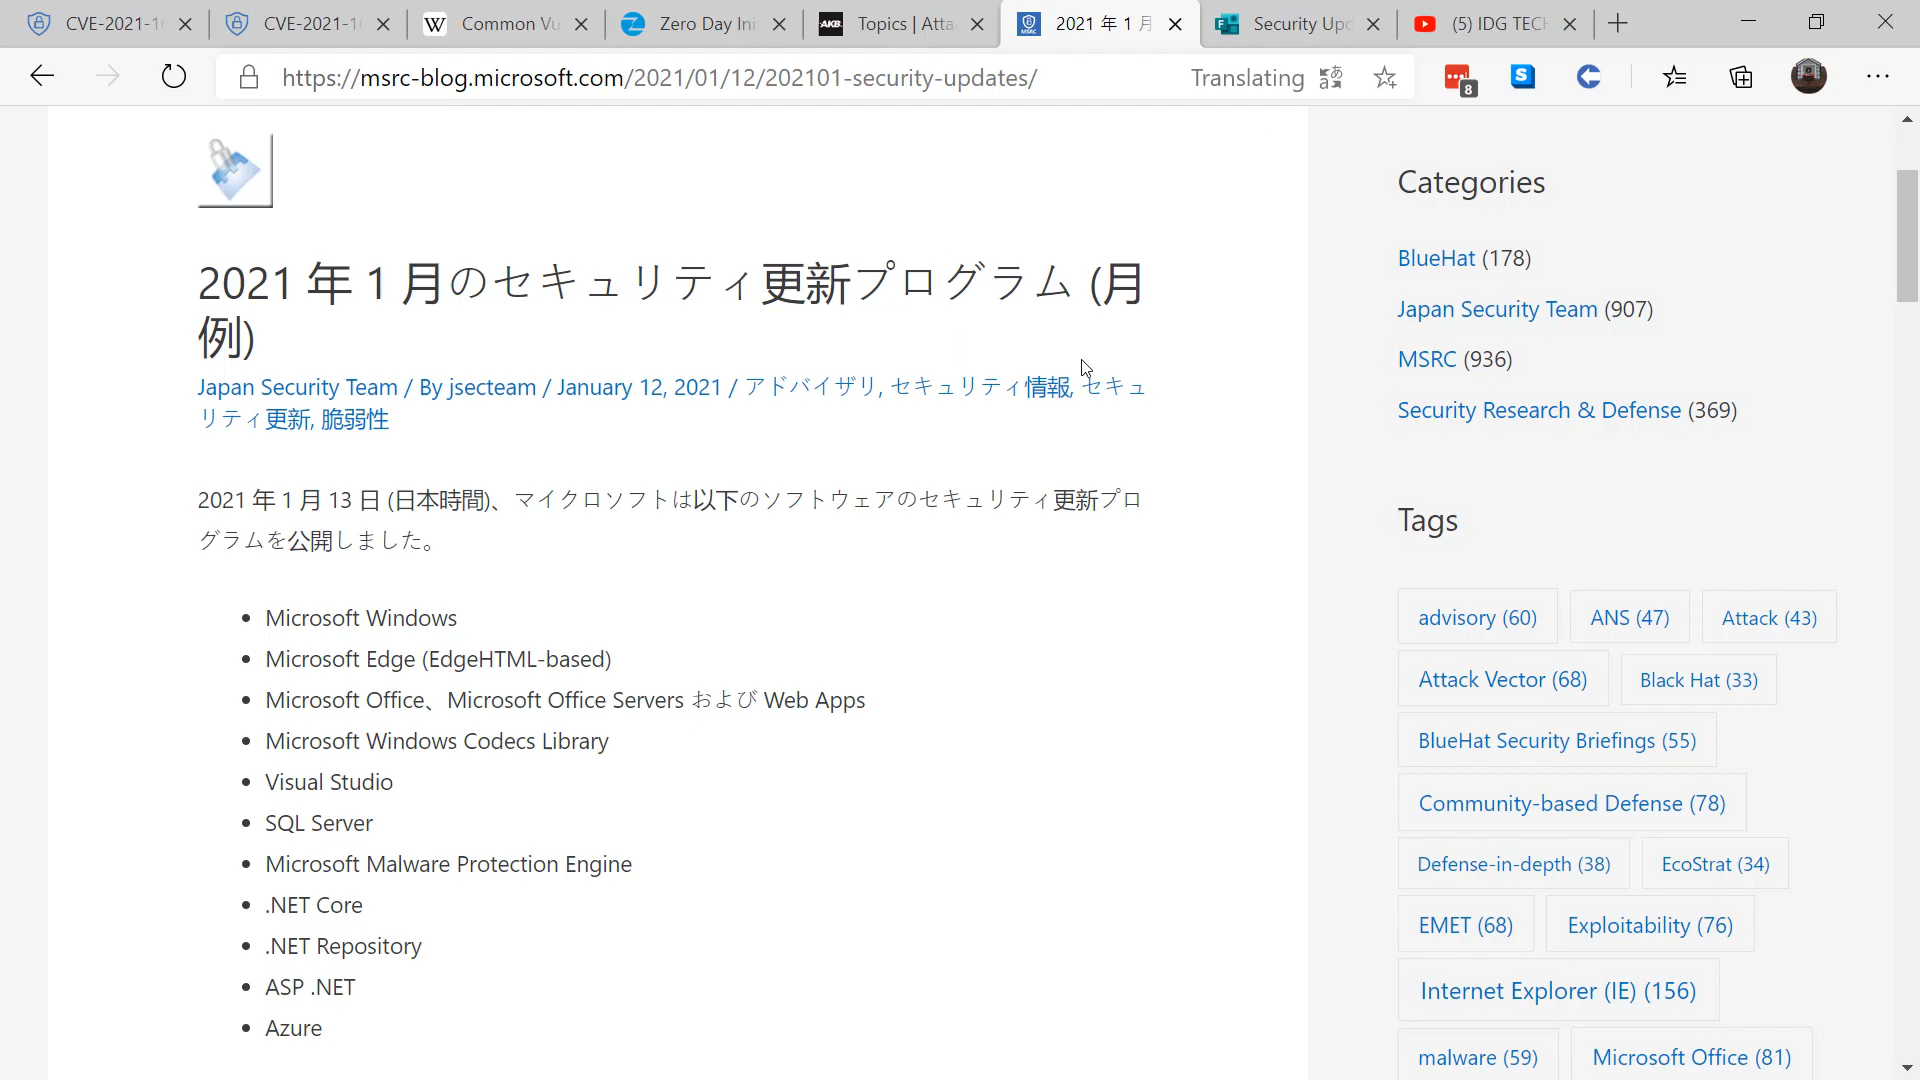 CVE-2021-1
CVE-2021-1
W
Common Vu
Zero Day Ini
AKB
Topics | Atta
MSRC
2021 年 1 月
Security Upd
(5) IDG TECH
https://msrc-blog.microsoft.com/2021/01/12/202101-security-updates/
Translating
8
S
C
2021 年 1 月のセキュリティ更新プログラム (月
例)
Japan Security Team / By jsecteam / January 12, 2021 / アドバイザリ, セキュリティ情報, セキュ
リティ更新, 脆弱性
2021 年 1 月 13 日 (日本時間)、マイクロソフトは以下のソフトウェアのセキュリティ更新プロ
グラムを公開しました。
• Microsoft Windows
• Microsoft Edge (EdgeHTML-based)
• Microsoft Office、Microsoft Office Servers および Web Apps
• Microsoft Windows Codecs Library
• Visual Studio
• SQL Server
• Microsoft Malware Protection Engine
• .NET Core
• .NET Repository
• ASP .NET
• Azure
Categories
BlueHat (178)
Japan Security Team (907)
MSRC (936)
Security Research & Defense (369)
Tags
advisory (60) ANS (47) Attack (43)
Attack Vector (68) Black Hat (33)
BlueHat Security Briefings (55)
Community-based Defense (78)
Defense-in-depth (38) EcoStrat (34)
EMET (68) Exploitability (76)
Internet Explorer (IE) (156)
malware (59) Microsoft Office (81)